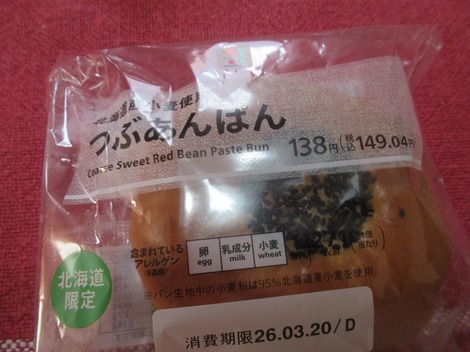 北海道産小麦使用
つぶあんぱん
Coarse Sweet Red Bean Paste Bun
138円(税込149.04円
含まれている
アレルゲン
卵
egg
乳成分
milk
小麦
wheat
※パン生地中の小麦粉は95%北海道産小麦を使用。
北海道
限定
消費期限26.03.20/D